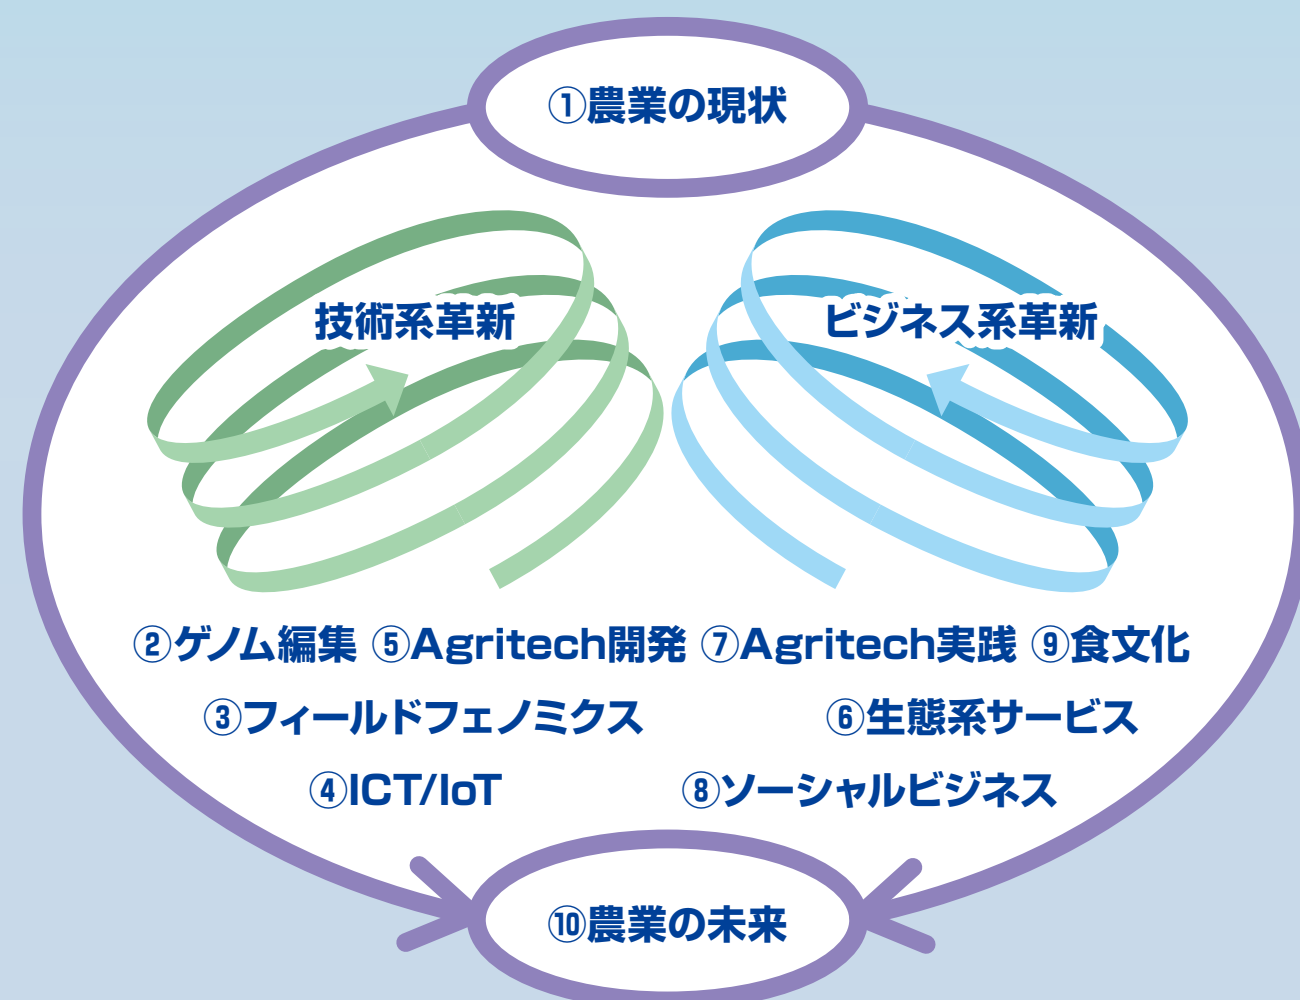 ①農業の現状
技術系革新
ビジネス系革新
②ゲノム編集 ⑤Agritech開発 ⑦Agritech実践 ⑨食文化
③フィールドフェノミクス ⑥生態系サービス
④ICT/IoT ⑧ソーシャルビジネス
⑩農業の未来